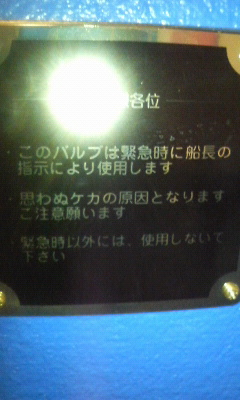 各位
・このバルブは緊急時に船長の
指示により使用します
・思わぬケガの原因となります
ご注意願います
・緊急時以外には、使用しないで
下さい